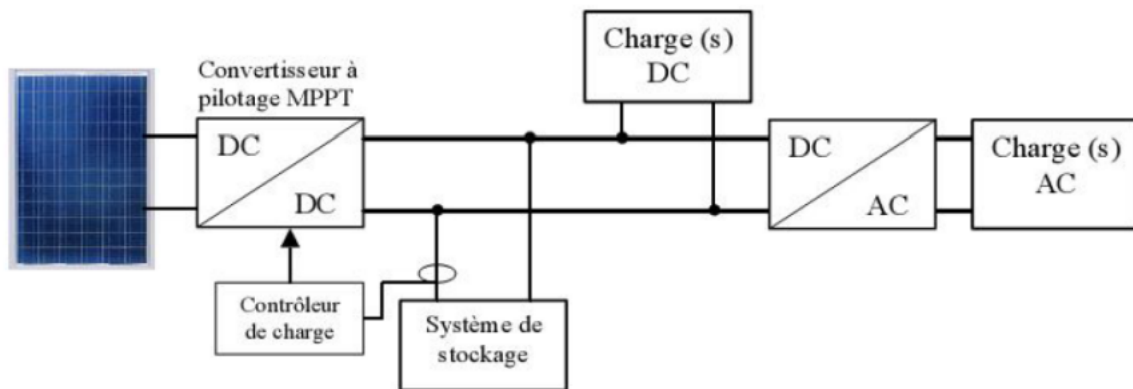 Convertisseur à
pilotage MPPT
DC
DC
Contrôleur
de charge
Système de
stockage
Charge (s)
DC
DC
AC
Charge (s)
AC